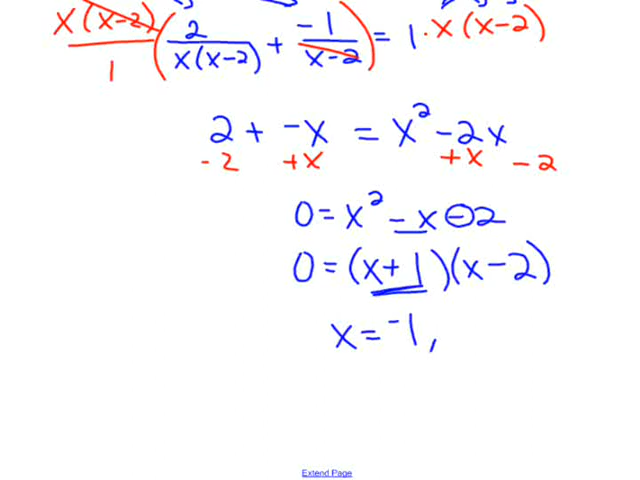 x(x-2)/1 (2/x(x-2) + -1/x-2) = 1·x(x-2)
2 + -x = x² - 2x
-2 +x +x -2
0 = x² - x - 2
0 = (x+1)(x-2)
x = -1,
Extend Page